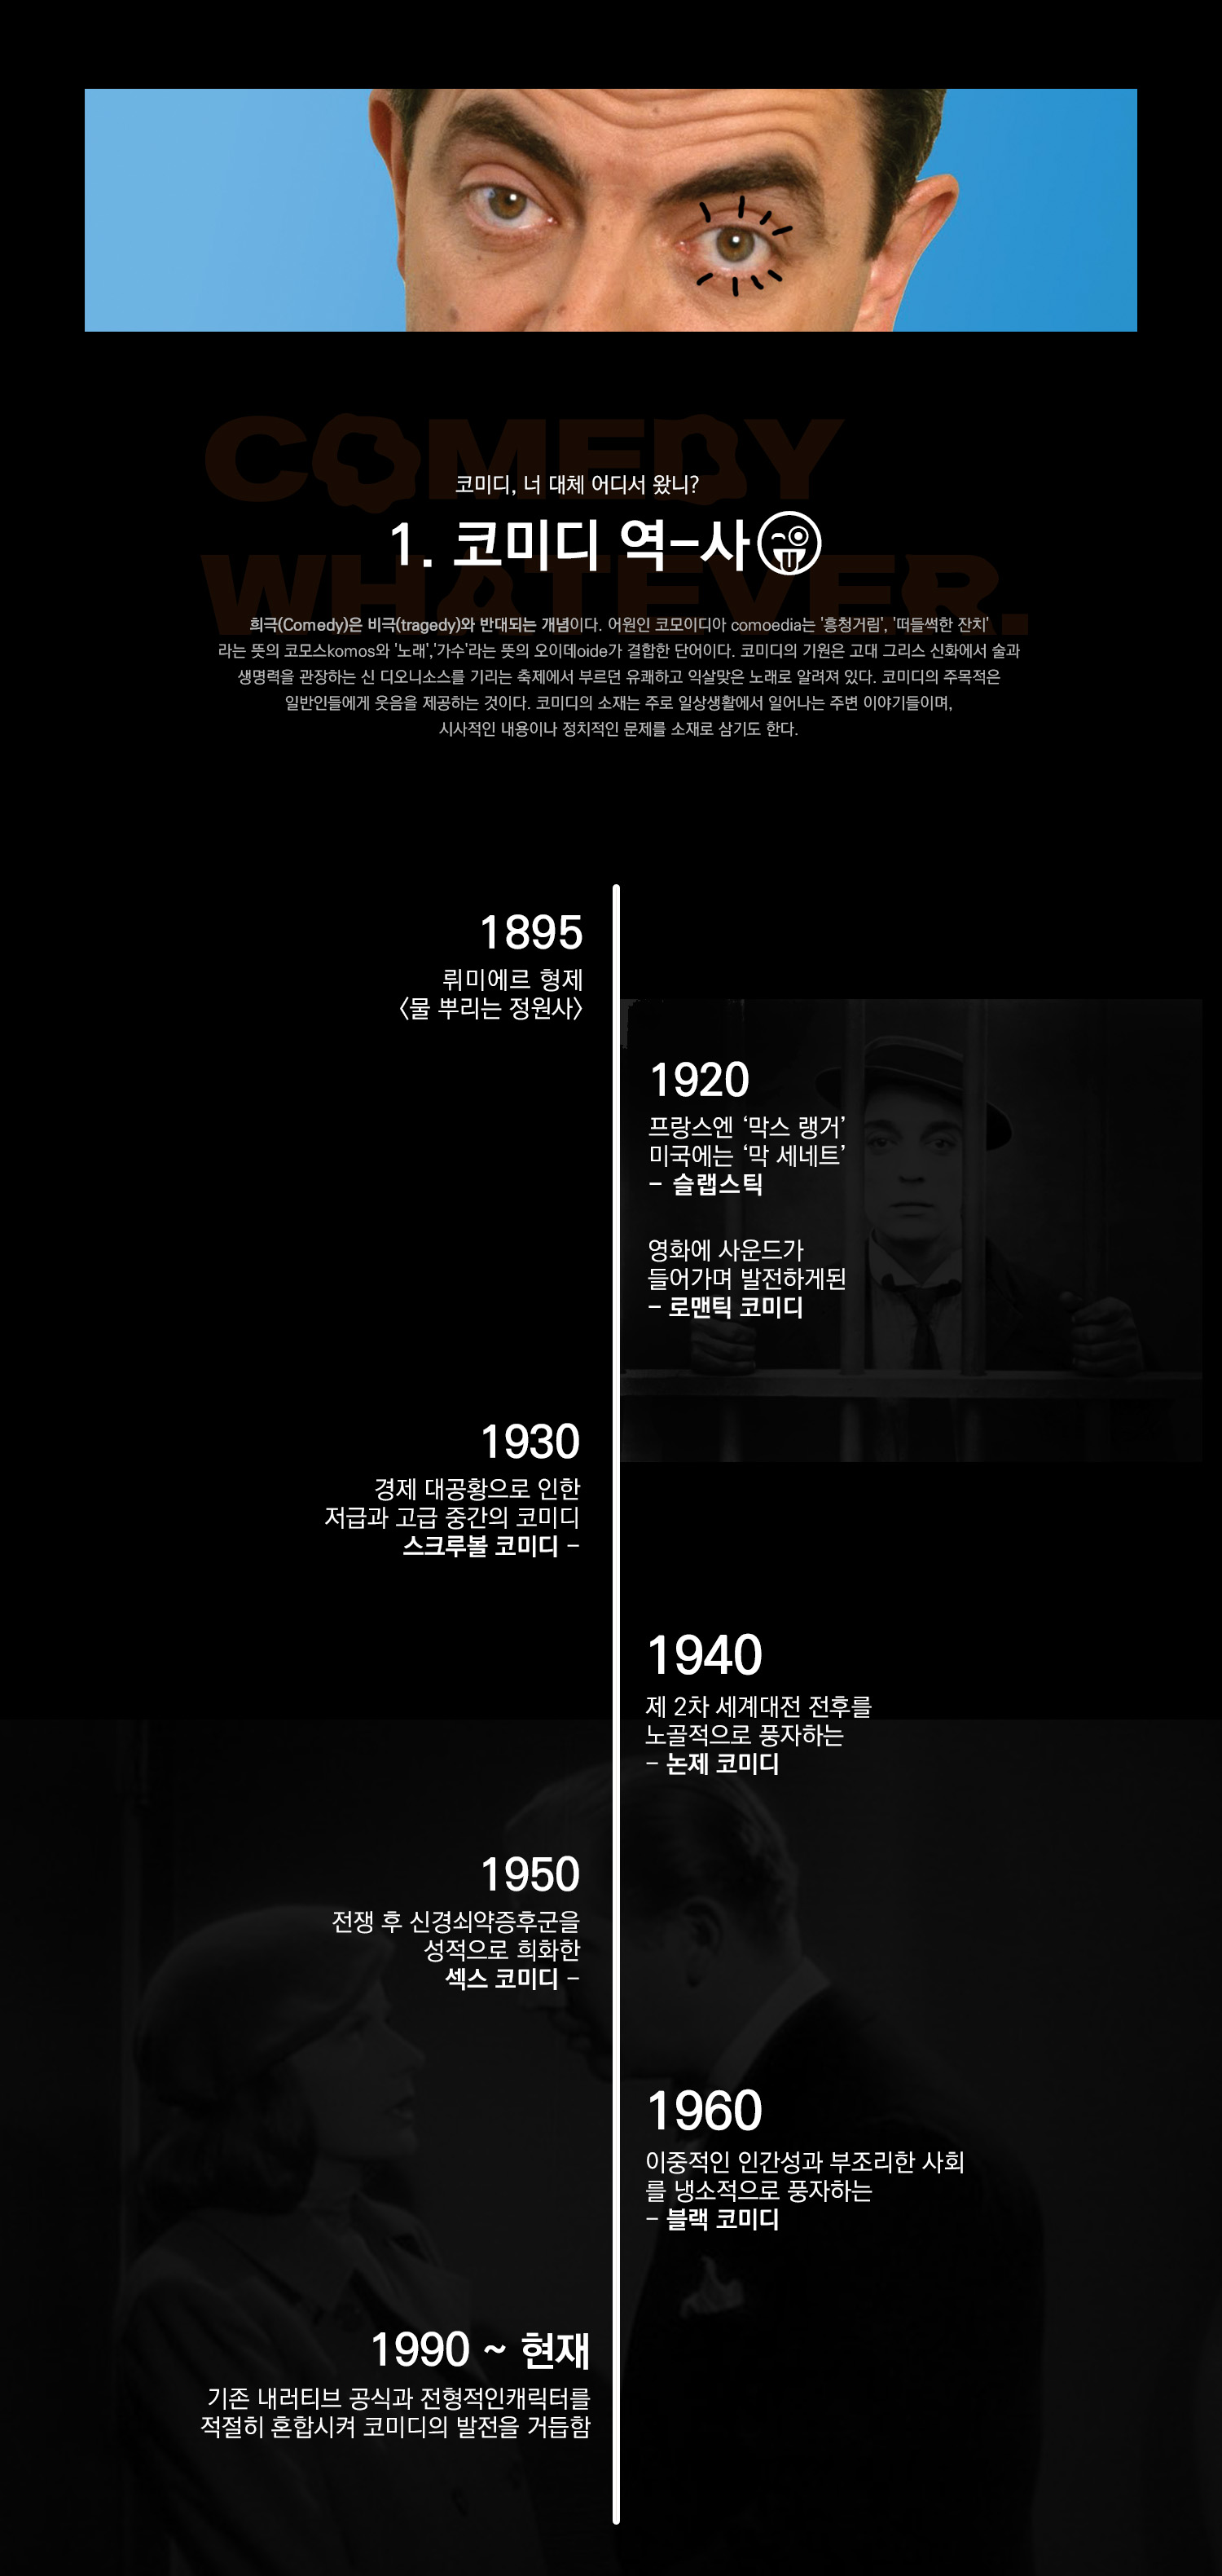 COMEDY
코미디, 너 대체 어디서 왔니?
1. 코미디 역-사
WHATEVER.
희극(Comedy)은 비극(tragedy)와 반대되는 개념이다. 어원인 코모이디아 comoedia는 '흥청거림', '떠들썩한 잔치'
라는 뜻의 코모스komos와 '노래','가수'라는 뜻의 오이데oide가 결합한 단어이다. 코미디의 기원은 고대 그리스 신화에서 술과
생명력을 관장하는 신 디오니소스를 기리는 축제에서 부르던 유쾌하고 익살맞은 노래로 알려져 있다. 코미디의 주목적은
일반인들에게 웃음을 제공하는 것이다. 코미디의 소재는 주로 일상생활에서 일어나는 주변 이야기들이며,
시사적인 내용이나 정치적인 문제를 소재로 삼기도 한다.
1895
뤼미에르 형제
<물 뿌리는 정원사>
1920
프랑스엔 ‘막스 랭거’
미국에는 ‘막 세네트’
- 슬랩스틱
영화에 사운드가
들어가며 발전하게된
- 로맨틱 코미디
1930
경제 대공황으로 인한
저급과 고급 중간의 코미디
스크루볼 코미디 -
1940
제 2차 세계대전 전후를
노골적으로 풍자하는
- 논제 코미디
1950
전쟁 후 신경쇠약증후군을
성적으로 희화한
섹스 코미디 -
1960
이중적인 인간성과 부조리한 사회
를 냉소적으로 풍자하는
- 블랙 코미디
1990 ~ 현재
기존 내러티브 공식과 전형적인캐릭터를
적절히 혼합시켜 코미디의 발전을 거듭함